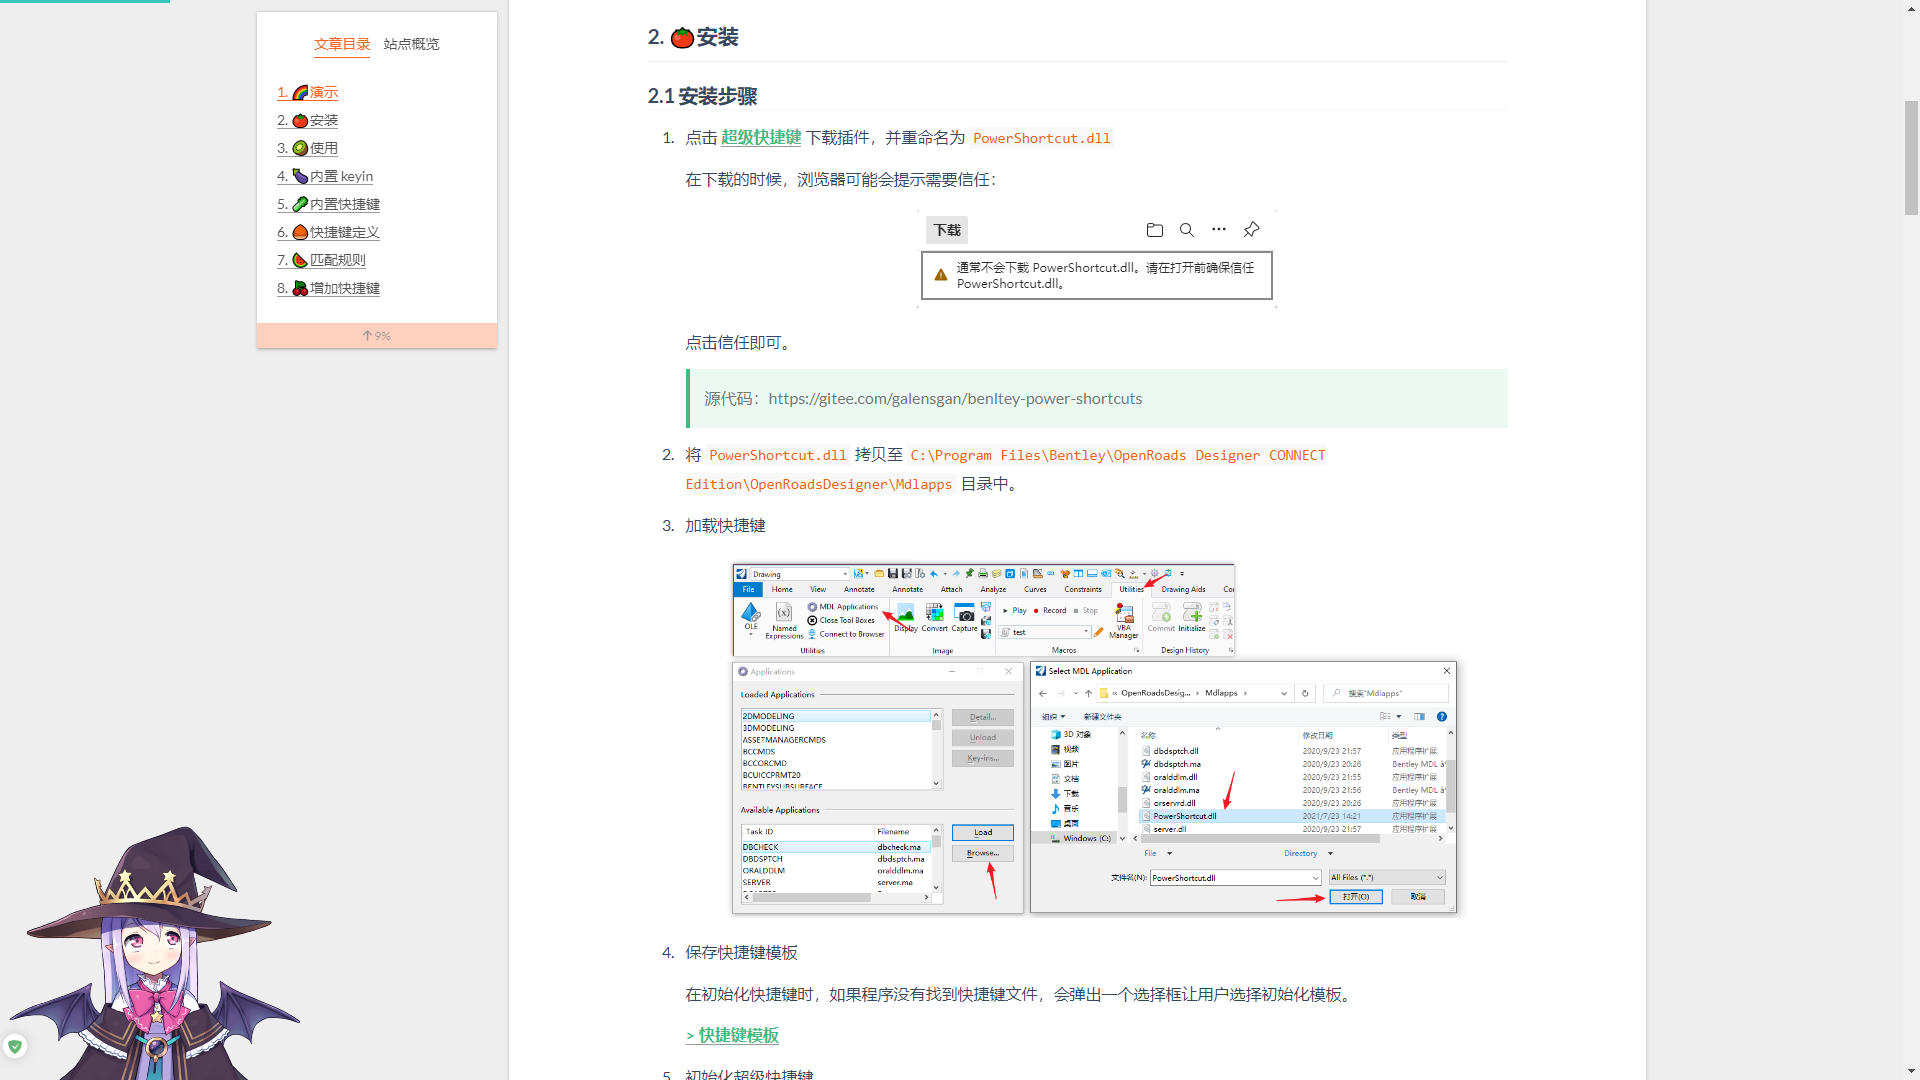 文章目录 站点概览
1. 🌈演示
2. 🍅安装
3. 🥝使用
4. 🍆内置 keyin
5. 🥒内置快捷键
6. 🌰快捷键定义
7. 🍉匹配规则
8. 🍒增加快捷键
↑ 9%
2. 🍅安装
2.1 安装步骤
1. 点击 超级快捷键 下载插件，并重命名为 PowerShortcut.dll
在下载的时候，浏览器可能会提示需要信任：
下载
通常不会下载 PowerShortcut.dll。请在打开前确保信任
PowerShortcut.dll。
点击信任即可。
源代码：https://gitee.com/galensgan/benltey-power-shortcuts
2. 将 PowerShortcut.dll 拷贝至 C:\Program Files\Bentley\OpenRoads Designer CONNECT
Edition\OpenRoadsDesigner\Mdlapps 目录中。
3. 加载快捷键
Drawing
File Home View Annotate Annotate Attach Analyze Curves Constraints Utilities Drawing Aids
OLE
Named
Expressions
MDL Applications
Close Tool Boxes
Connect to Browser
Utilities
Display Convert Capture
Image
Play Record Stop
test
VBA
Manager
Macros
Commit Initialize
Design History
Applications
Loaded Applications
2DMODELING
3DMODELING
ASSETMANAGERCMDS
BCCMDS
BCCORCMD
BCUICCPRMT20
BENTLEYSUBSURFACE
Detail...
Unload
Key-ins...
Available Applications
Task ID Filename
DBCHECK dbcheck.ma
DBDSPTCH dbdsptch.ma
ORALDDLM oralddlm.ma
SERVER server.ma
Load
Browse...
Select MDL Application
« OpenRoadsDesig... › Mdlapps ›
搜索"Mdlapps"
组织 新建文件夹
3D 对象
视频
图片
文档
下载
音乐
桌面
Windows (C:)
名称 修改日期 类型
dbdsptch.dll 2020/9/23 21:57 应用程序扩展
dbdsptch.ma 2020/9/23 20:26 Bentley MDL
oralddlm.dll 2020/9/23 21:55 应用程序扩展
oralddlm.ma 2020/9/23 21:56 Bentley MDL
orservrd.dll 2020/9/23 20:26 应用程序扩展
PowerShortcut.dll 2021/7/23 14:21 应用程序扩展
server.dll 2020/9/23 21:57 应用程序扩展
File Directory
文件名(N): PowerShortcut.dll All Files (*.*)
打开(O) 取消
4. 保存快捷键模板
在初始化快捷键时，如果程序没有找到快捷键文件，会弹出一个选择框让用户选择初始化模板。
> 快捷键模板
5. 初始化超级快捷键